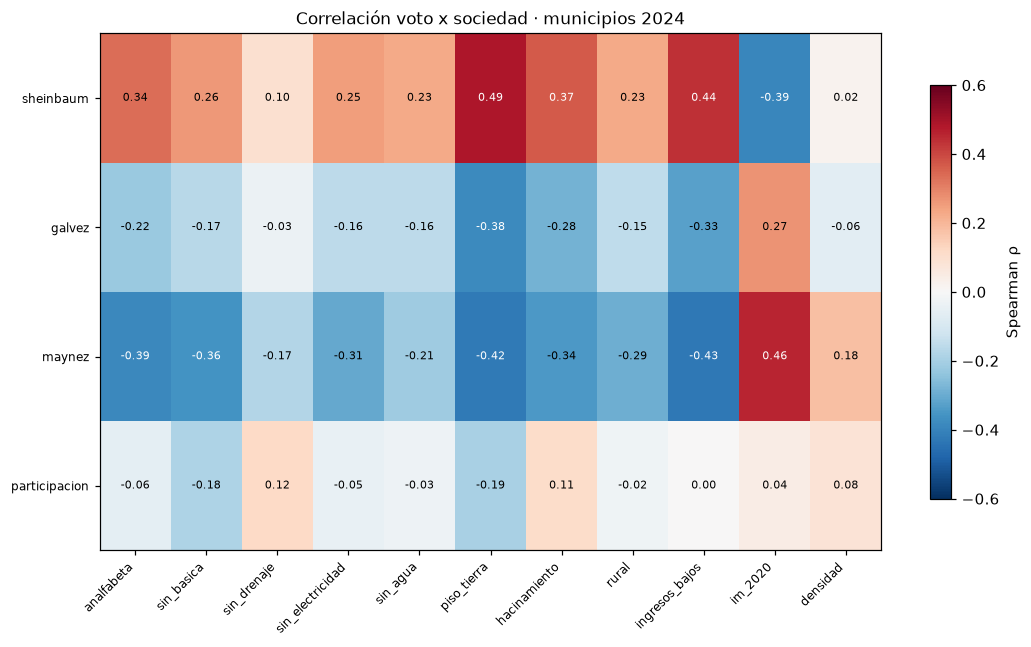 Correlación voto x sociedad · municipios 2024
sheinbaum 0.34 0.26 0.10 0.25 0.23 0.49 0.37 0.23 0.44 -0.39 0.02
galvez -0.22 -0.17 -0.03 -0.16 -0.16 -0.38 -0.28 -0.15 -0.33 0.27 -0.06
maynez -0.39 -0.36 -0.17 -0.31 -0.21 -0.42 -0.34 -0.29 -0.43 0.46 0.18
participacion -0.06 -0.18 0.12 -0.05 -0.03 -0.19 0.11 -0.02 0.00 0.04 0.08
analfabeta sin_basica sin_drenaje sin_electricidad sin_agua piso_tierra hacinamiento rural ingresos_bajos im_2020 densidad
0.6
0.4
0.2
0.0
−0.2
−0.4
−0.6
Spearman ρ